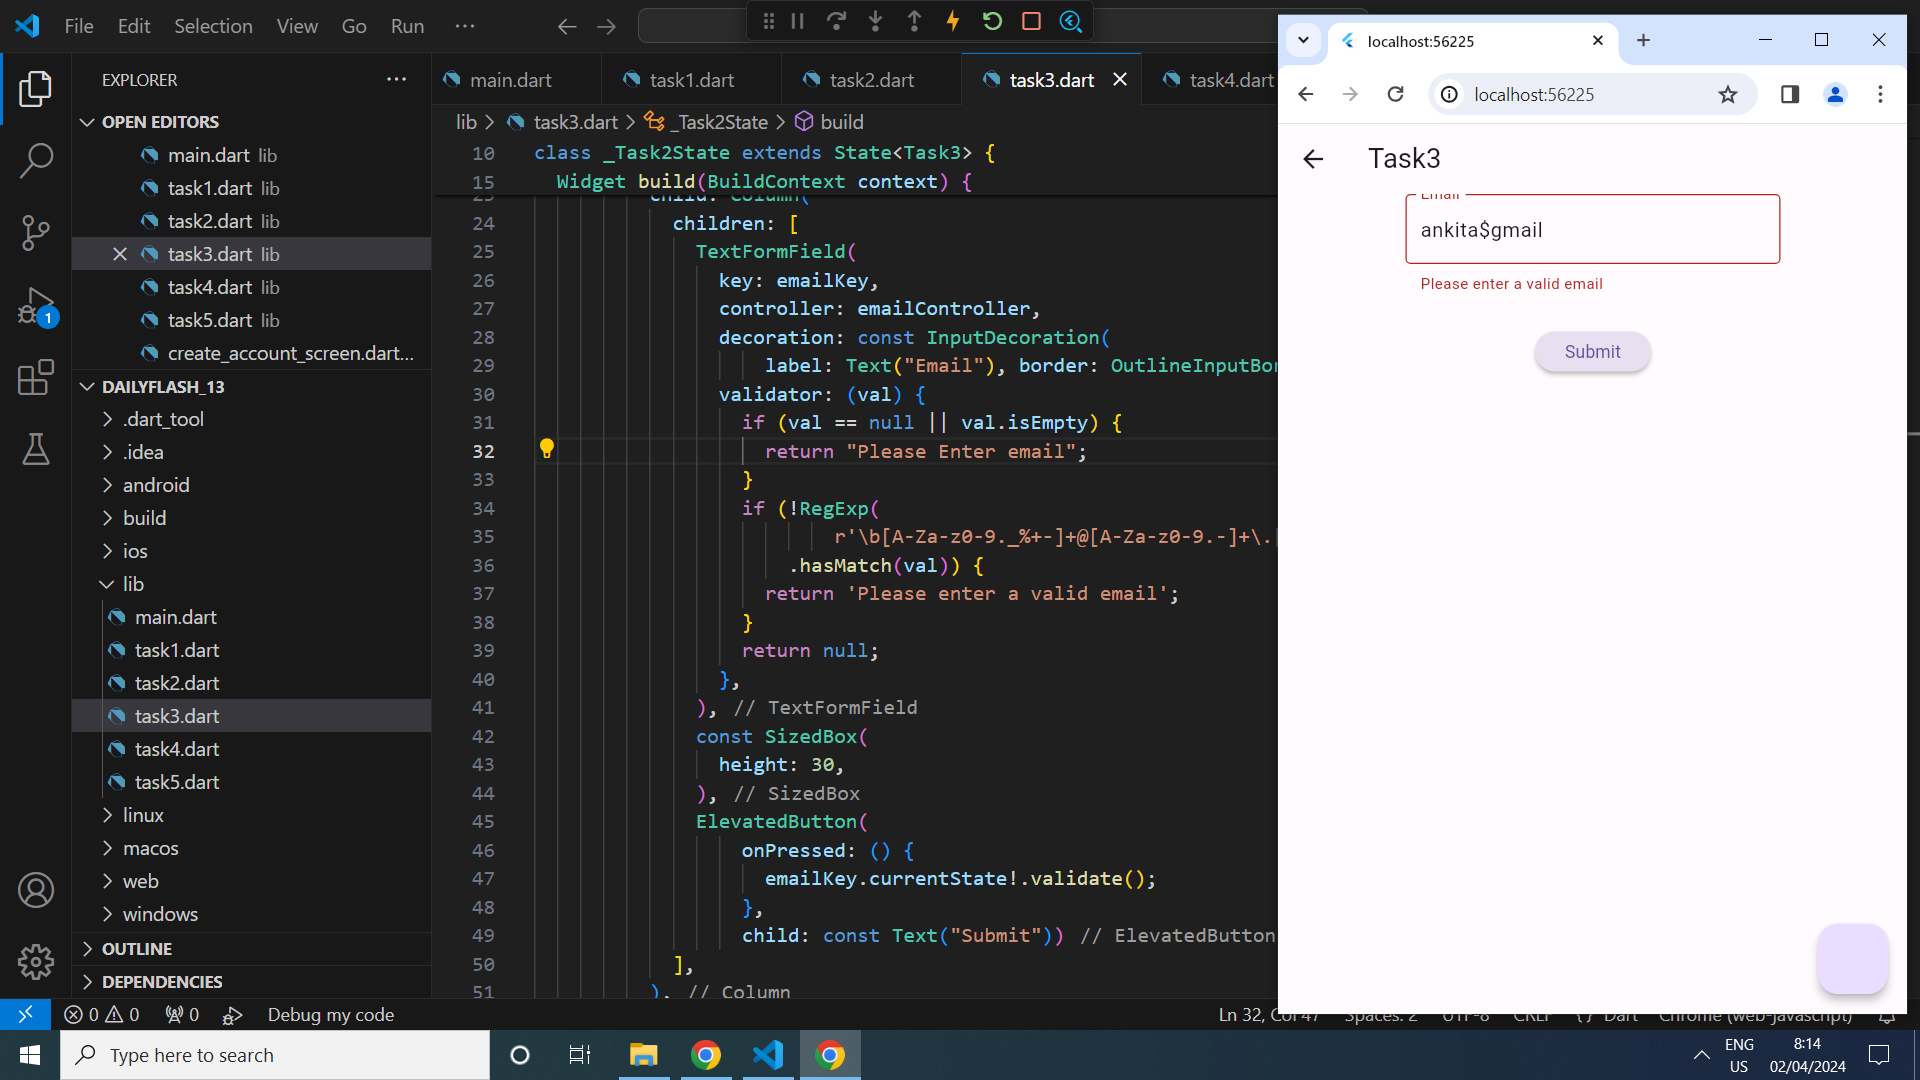 File Edit Selection View Go Run ···
EXPLORER
OPEN EDITORS
main.dart lib
task1.dart lib
task2.dart lib
task3.dart lib
task4.dart lib
task5.dart lib
create_account_screen.dart...
DAILYFLASH_13
.dart_tool
.idea
android
build
ios
lib
main.dart
task1.dart
task2.dart
task3.dart
task4.dart
task5.dart
linux
macos
web
windows
OUTLINE
DEPENDENCIES
main.dart task1.dart task2.dart task3.dart task4.dart
lib > task3.dart > _Task2State > build
10 class _Task2State extends State<Task3> {
15 Widget build(BuildContext context) {
23 child: Column(
24 children: [
25 TextFormField(
26 key: emailKey,
27 controller: emailController,
28 decoration: const InputDecoration(
29 label: Text("Email"), border: OutlineInputBor
30 validator: (val) {
31 if (val == null || val.isEmpty) {
32 return "Please Enter email";
33 }
34 if (!RegExp(
35 r'\b[A-Za-z0-9._%+-]+@[A-Za-z0-9.-]+\.[
36 .hasMatch(val)) {
37 return 'Please enter a valid email';
38 }
39 return null;
40 },
41 ), // TextFormField
42 const SizedBox(
43 height: 30,
44 ), // SizedBox
45 ElevatedButton(
46 onPressed: () {
47 emailKey.currentState!.validate();
48 },
49 child: const Text("Submit")) // ElevatedButton
50 ],
51 ), // Column
localhost:56225
localhost:56225
Task3
Email
ankita$gmail
Please enter a valid email
Submit
1
0 0 0 Debug my code
Ln 32, Col 47 Spaces: 2 UTF-8 CRLF {} Dart Chrome (web-javascript)
Type here to search
ENG
US
8:14
02/04/2024